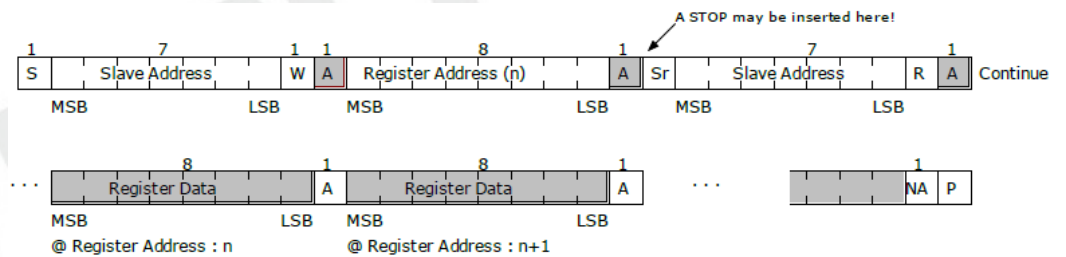 A STOP may be inserted here!
1 7 1 1 8 1 7 1
S Slave Address W A Register Address (n) A Sr Slave Address R A Continue
MSB LSB MSB LSB MSB LSB
8 1 8 1 1
. . . Register Data A Register Data A . . . NA P
MSB LSB MSB LSB
@ Register Address : n @ Register Address : n+1